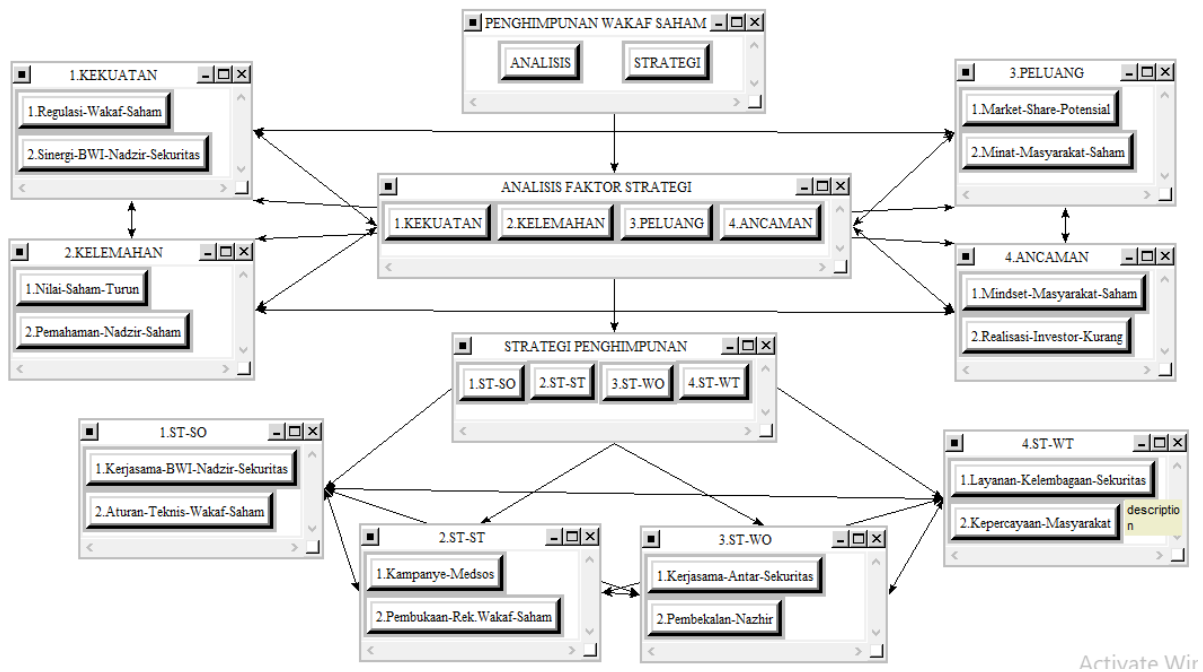 PENGHIMPUNAN WAKAF SAHAM
ANALISIS
STRATEGI
1.KEKUATAN
1.Regulasi-Wakaf-Saham
2.Sinergi-BWI-Nadzir-Sekuritas
3.PELUANG
1.Market-Share-Potensial
2.Minat-Masyarakat-Saham
ANALISIS FAKTOR STRATEGI
1.KEKUATAN
2.KELEMAHAN
3.PELUANG
4.ANCAMAN
2.KELEMAHAN
1.Nilai-Saham-Turun
2.Pemahaman-Nadzir-Saham
4.ANCAMAN
1.Mindset-Masyarakat-Saham
2.Realisasi-Investor-Kurang
STRATEGI PENGHIMPUNAN
1.ST-SO
2.ST-ST
3.ST-WO
4.ST-WT
1.ST-SO
1.Kerjasama-BWI-Nadzir-Sekuritas
2.Aturan-Teknis-Wakaf-Saham
4.ST-WT
1.Layanan-Kelembagaan-Sekuritas
2.Kepercayaan-Masyarakat
descriptio
n
2.ST-ST
1.Kampanye-Medsos
2.Pembukaan-Rek.Wakaf-Saham
3.ST-WO
1.Kerjasama-Antar-Sekuritas
2.Pembekalan-Nazhir
Activate Win